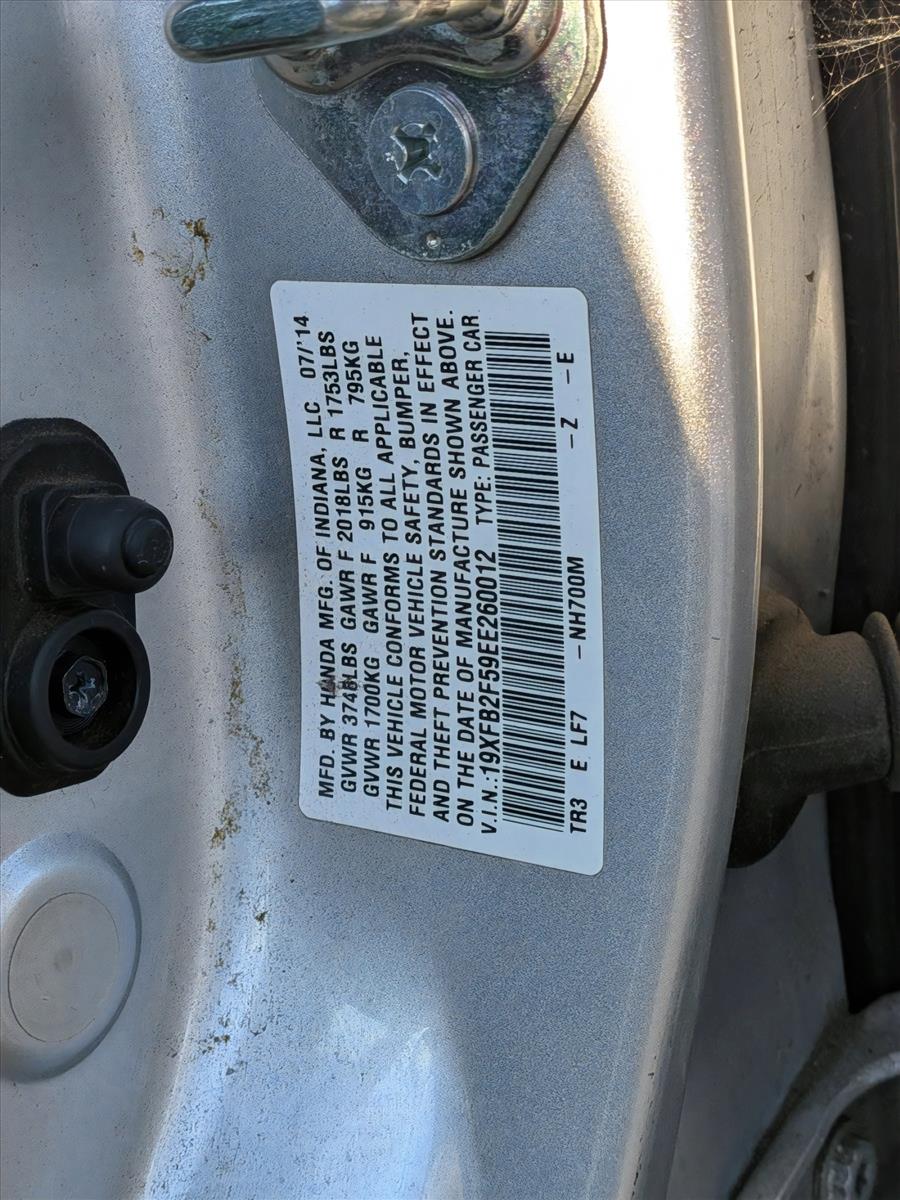 MFD. BY HONDA MFG. OF INDIANA, LLC 07/'14
GVWR 3748LBS GAWR F 2018LBS R 1753LBS
GVWR 1700KG GAWR F 915KG R 795KG
THIS VEHICLE CONFORMS TO ALL APPLICABLE
FEDERAL MOTOR VEHICLE SAFETY, BUMPER,
AND THEFT PREVENTION STANDARDS IN EFFECT
ON THE DATE OF MANUFACTURE SHOWN ABOVE.
V.I.N.:19XFB2F59EE260012 TYPE: PASSENGER CAR
TR3 E LF7 –NH700M –Z –E